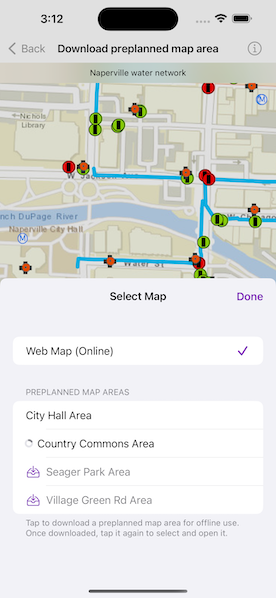 3:12
Back
Download preplanned map area
Naperville water network
Nichols
Library
W. J
nch DuPage River
Naperville City Hall
W. Chicago
Water St
Select Map
Done
Web Map (Online)
PREPLANNED MAP AREAS
City Hall Area
Country Commons Area
Seager Park Area
Village Green Rd Area
Tap to download a preplanned map area for offline use.
Once downloaded, tap it again to select and open it.